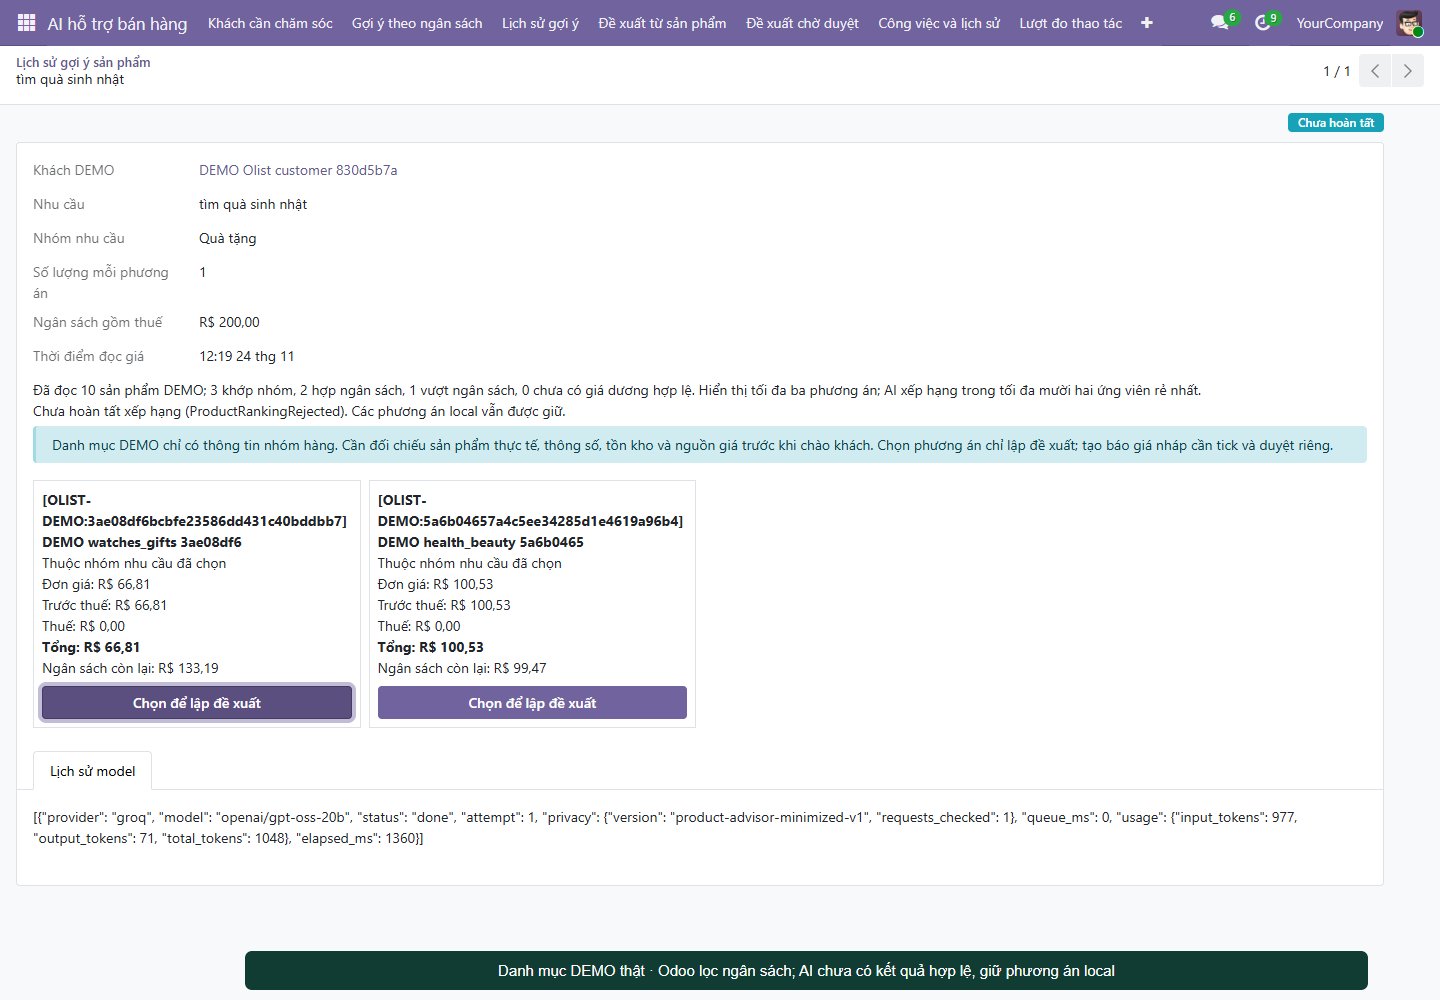 AI hỗ trợ bán hàng Khách cần chăm sóc Gợi ý theo ngân sách Lịch sử gợi ý Đề xuất từ sản phẩm Đề xuất chờ duyệt Công việc và lịch sử Lượt đo thao tác 6 9 YourCompany
Lịch sử gợi ý sản phẩm
tìm quà sinh nhật
1 / 1
Chưa hoàn tất
Khách DEMO DEMO Olist customer 830d5b7a
Nhu cầu tìm quà sinh nhật
Nhóm nhu cầu Quà tặng
Số lượng mỗi phương án 1
Ngân sách gồm thuế R$ 200,00
Thời điểm đọc giá 12:19 24 thg 11
Đã đọc 10 sản phẩm DEMO; 3 khớp nhóm, 2 hợp ngân sách, 1 vượt ngân sách, 0 chưa có giá dương hợp lệ. Hiển thị tối đa ba phương án; AI xếp hạng trong tối đa mười hai ứng viên rẻ nhất.
Chưa hoàn tất xếp hạng (ProductRankingRejected). Các phương án local vẫn được giữ.
Danh mục DEMO chỉ có thông tin nhóm hàng. Cần đối chiếu sản phẩm thực tế, thông số, tồn kho và nguồn giá trước khi chào khách. Chọn phương án chỉ lập đề xuất; tạo báo giá nháp cần tick và duyệt riêng.
[OLIST-
DEMO:3ae08df6bcbfe23586dd431c40bddbb7]
DEMO watches_gifts 3ae08df6
Thuộc nhóm nhu cầu đã chọn
Đơn giá: R$ 66,81
Trước thuế: R$ 66,81
Thuế: R$ 0,00
Tổng: R$ 66,81
Ngân sách còn lại: R$ 133,19
Chọn để lập đề xuất
[OLIST-
DEMO:5a6b04657a4c5ee34285d1e4619a96b4]
DEMO health_beauty 5a6b0465
Thuộc nhóm nhu cầu đã chọn
Đơn giá: R$ 100,53
Trước thuế: R$ 100,53
Thuế: R$ 0,00
Tổng: R$ 100,53
Ngân sách còn lại: R$ 99,47
Chọn để lập đề xuất
Lịch sử model
[{"provider": "groq", "model": "openai/gpt-oss-20b", "status": "done", "attempt": 1, "privacy": {"version": "product-advisor-minimized-v1", "requests_checked": 1}, "queue_ms": 0, "usage": {"input_tokens": 977,
"output_tokens": 71, "total_tokens": 1048}, "elapsed_ms": 1360}]
Danh mục DEMO thật · Odoo lọc ngân sách; AI chưa có kết quả hợp lệ, giữ phương án local